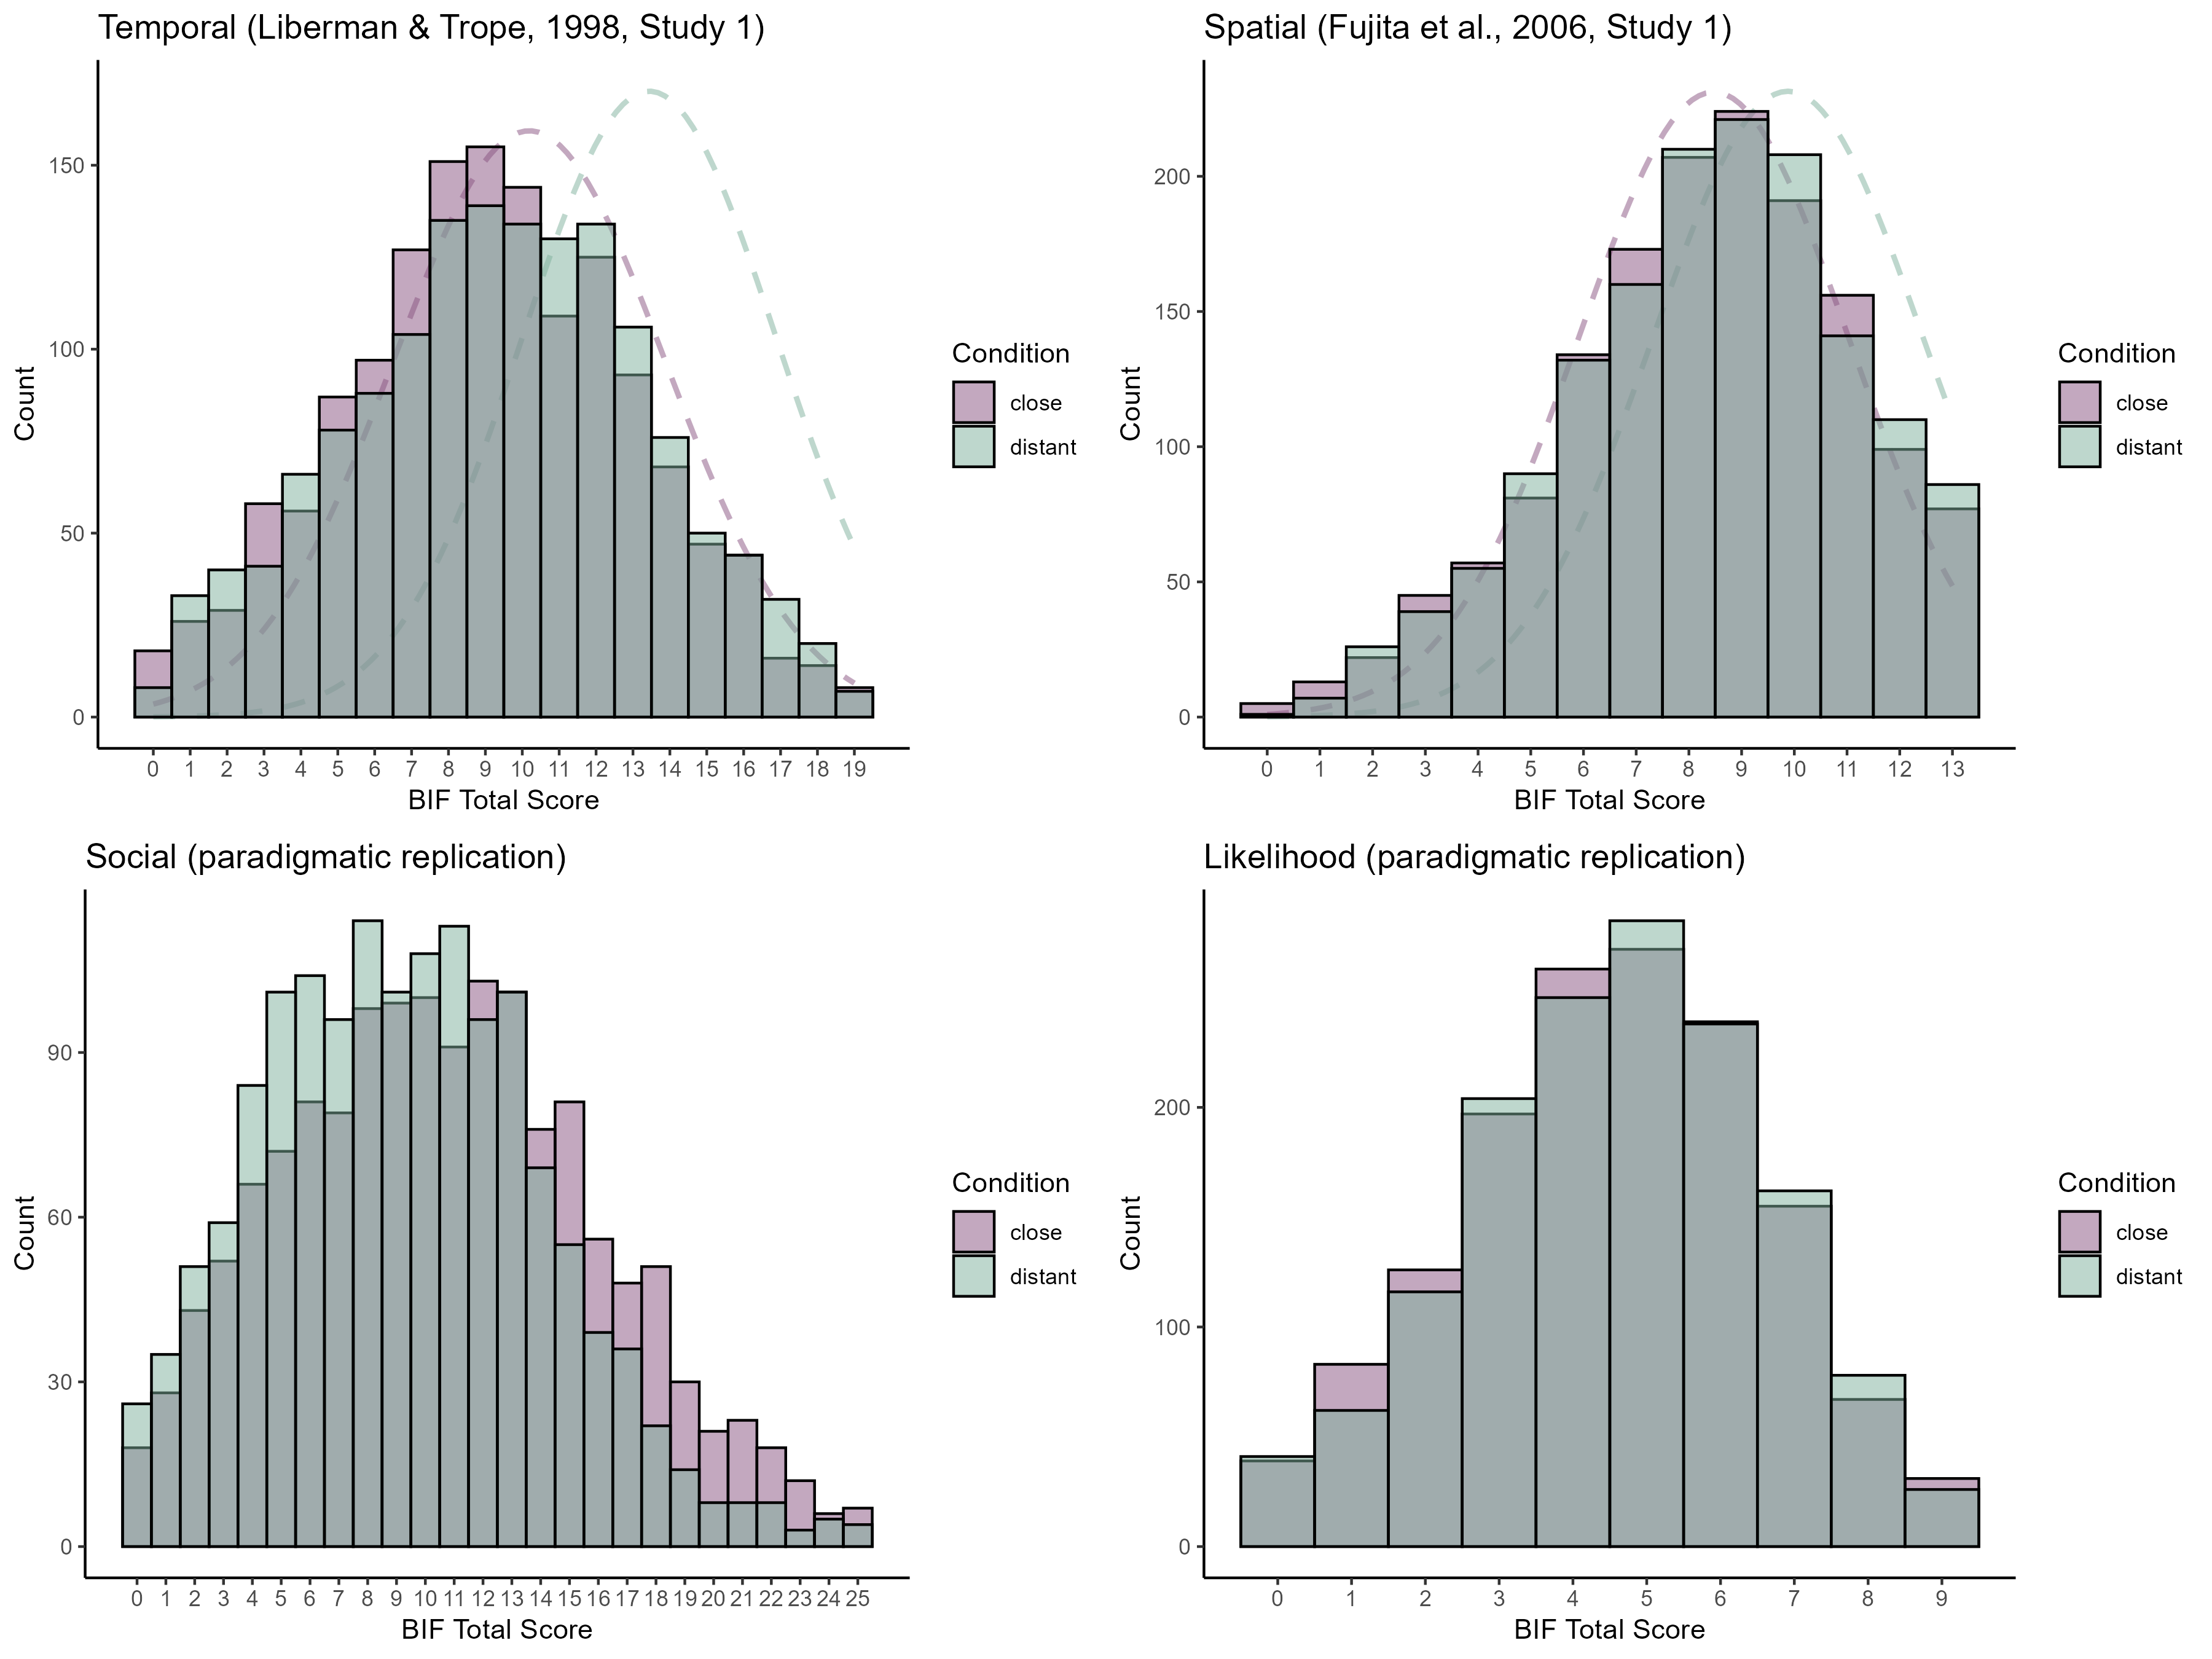 Temporal (Liberman & Trope, 1998, Study 1)
150
100
50
0
Count
0 1 2 3 4 5 6 7 8 9 10 11 12 13 14 15 16 17 18 19
BIF Total Score
Condition
close
distant
Spatial (Fujita et al., 2006, Study 1)
200
150
100
50
0
Count
0 1 2 3 4 5 6 7 8 9 10 11 12 13
BIF Total Score
Condition
close
distant
Social (paradigmatic replication)
90
60
30
0
Count
0 1 2 3 4 5 6 7 8 9 10 11 12 13 14 15 16 17 18 19 20 21 22 23 24 25
BIF Total Score
Condition
close
distant
Likelihood (paradigmatic replication)
200
100
0
Count
0 1 2 3 4 5 6 7 8 9
BIF Total Score
Condition
close
distant